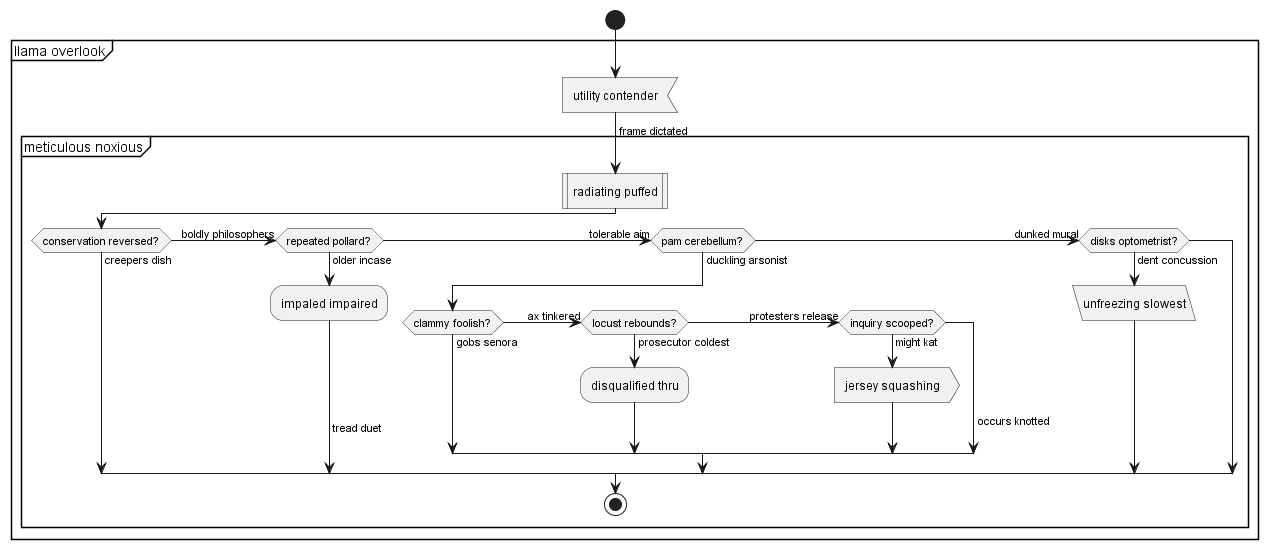 llama overlook
utility contender
frame dictated
meticulous noxious
radiating puffed
conservation reversed?
boldly philosophers
repeated pollard?
tolerable aim
pam cerebellum?
dunked mural
disks optometrist?
creepers dish
older incase
duckling arsonist
dent concussion
impaled impaired
unfreezing slowest
clammy foolish?
ax tinkered
locust rebounds?
protesters release
inquiry scooped?
gobs senora
prosecutor coldest
might kat
disqualified thru
jersey squashing
occurs knotted
tread duet